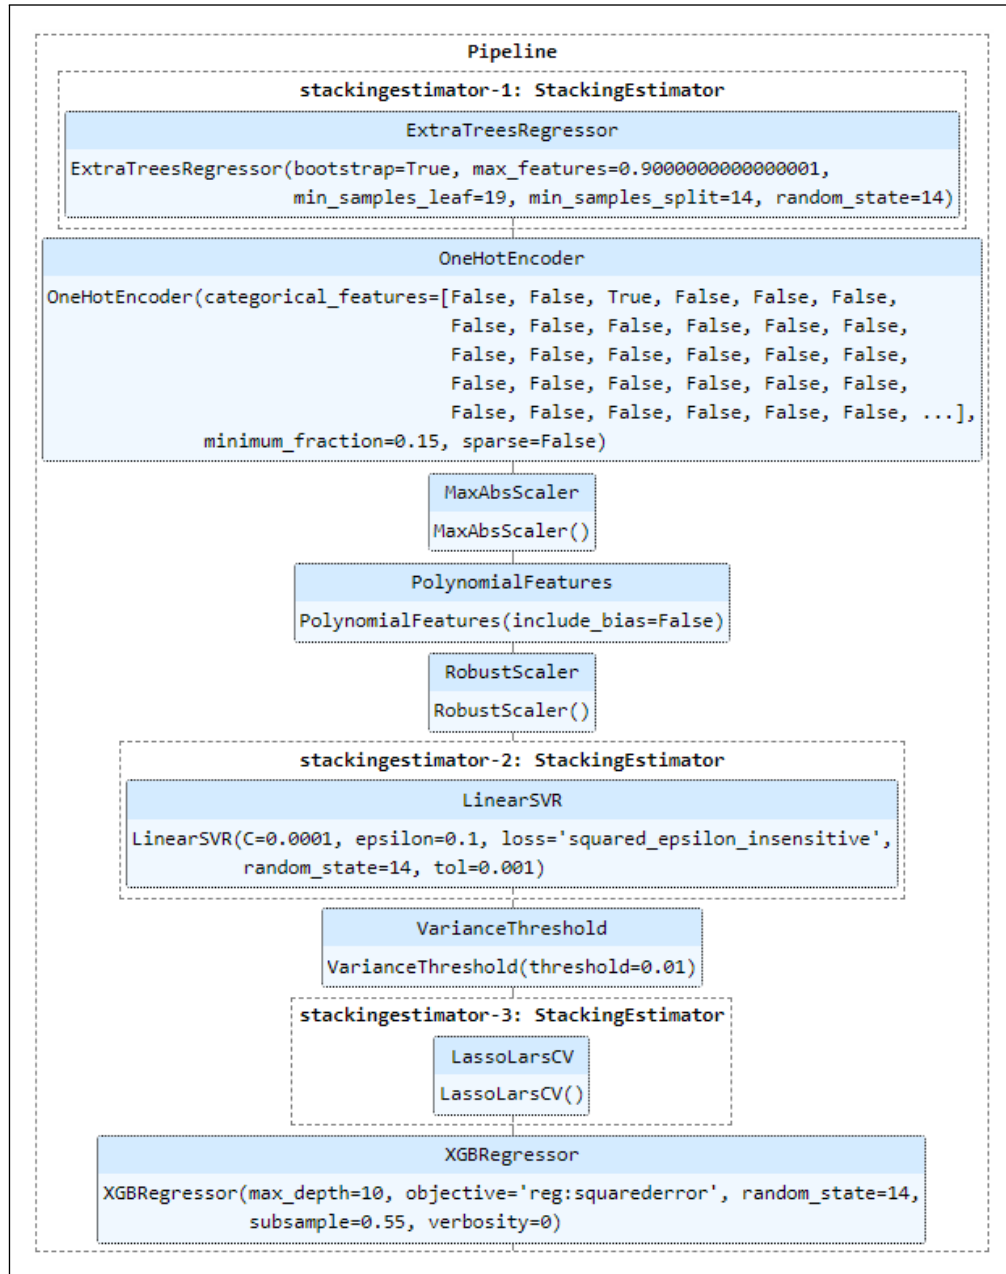 Pipeline
stackingestimator-1: StackingEstimator
ExtraTreesRegressor
ExtraTreesRegressor(bootstrap=True, max_features=0.9000000000000001,
min_samples_leaf=19, min_samples_split=14, random_state=14)
OneHotEncoder
OneHotEncoder(categorical_features=[False, False, True, False, False, False,
False, False, False, False, False, False,
False, False, False, False, False, False,
False, False, False, False, False, False,
False, False, False, False, False, False, ...],
minimum_fraction=0.15, sparse=False)
MaxAbsScaler
MaxAbsScaler()
PolynomialFeatures
PolynomialFeatures(include_bias=False)
RobustScaler
RobustScaler()
stackingestimator-2: StackingEstimator
LinearSVR
LinearSVR(C=0.0001, epsilon=0.1, loss='squared_epsilon_insensitive',
random_state=14, tol=0.001)
VarianceThreshold
VarianceThreshold(threshold=0.01)
stackingestimator-3: StackingEstimator
LassoLarsCV
LassoLarsCV()
XGBRegressor
XGBRegressor(max_depth=10, objective='reg:squarederror', random_state=14,
subsample=0.55, verbosity=0)